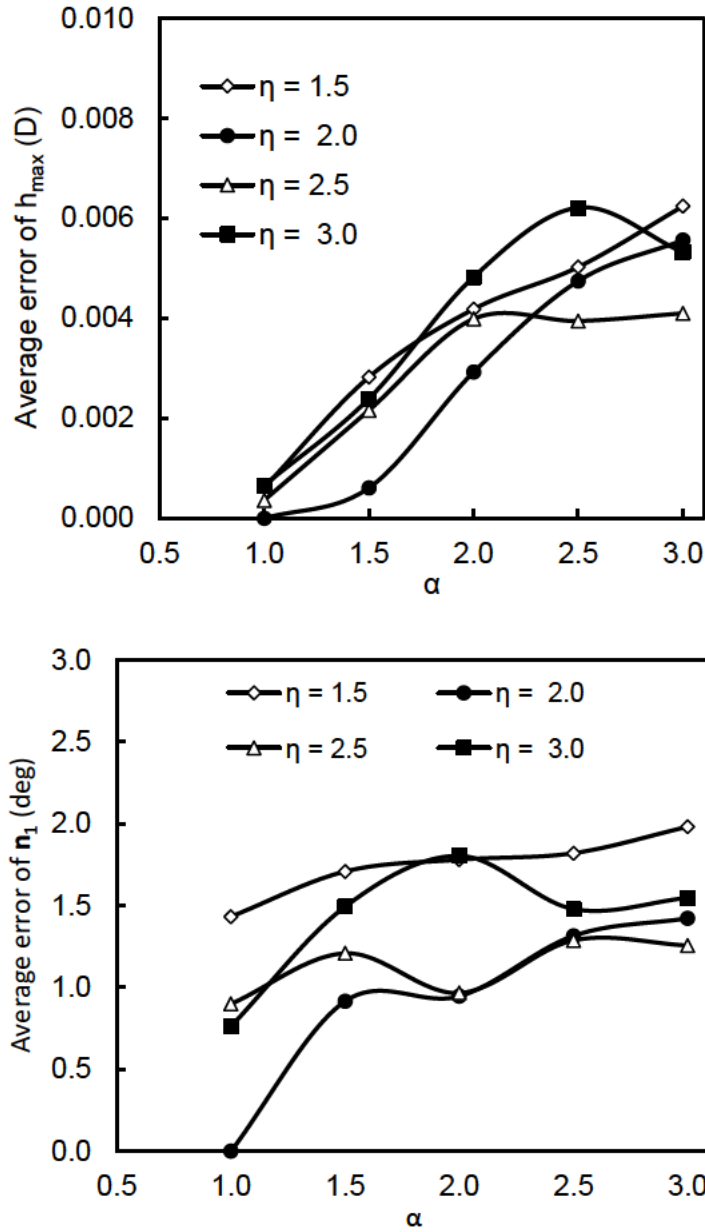 Average error of h_max (D)
0.010
0.008
0.006
0.004
0.002
0.000
η = 1.5
η = 2.0
η = 2.5
η = 3.0
0.5 1.0 1.5 2.0 2.5 3.0
α
Average error of n_1 (deg)
3.0
2.5
2.0
1.5
1.0
0.5
0.0
η = 1.5 η = 2.0
η = 2.5 η = 3.0
0.5 1.0 1.5 2.0 2.5 3.0
α